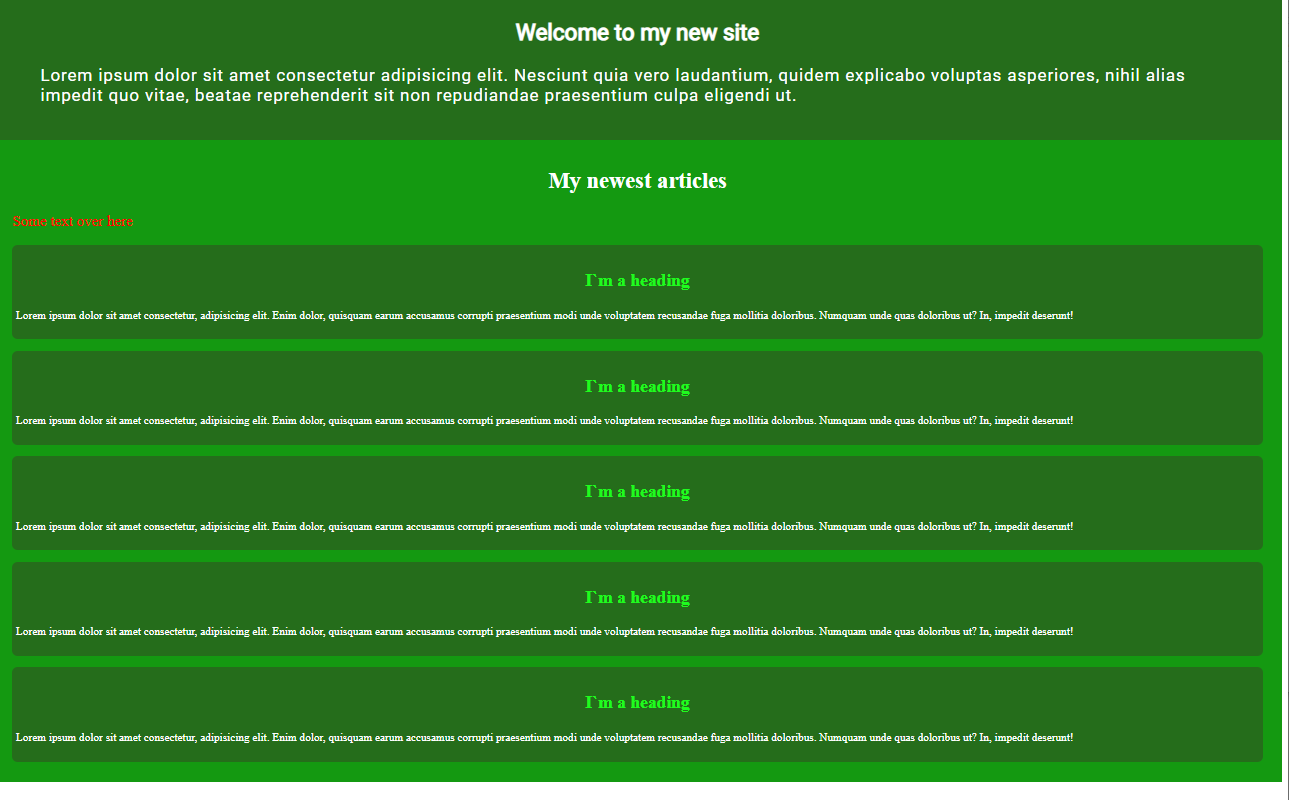 Welcome to my new site
Lorem ipsum dolor sit amet consectetur adipisicing elit. Nesciunt quia vero laudantium, quidem explicabo voluptas asperiores, nihil alias
impedit quo vitae, beatae reprehenderit sit non repudiandae praesentium culpa eligendi ut.
My newest articles
Some text over here
I`m a heading
Lorem ipsum dolor sit amet consectetur, adipisicing elit. Enim dolor, quisquam earum accusamus corrupti praesentium modi unde voluptatem recusandae fuga mollitia doloribus. Numquam unde quas doloribus ut? In, impedit deserunt!
I`m a heading
Lorem ipsum dolor sit amet consectetur, adipisicing elit. Enim dolor, quisquam earum accusamus corrupti praesentium modi unde voluptatem recusandae fuga mollitia doloribus. Numquam unde quas doloribus ut? In, impedit deserunt!
I`m a heading
Lorem ipsum dolor sit amet consectetur, adipisicing elit. Enim dolor, quisquam earum accusamus corrupti praesentium modi unde voluptatem recusandae fuga mollitia doloribus. Numquam unde quas doloribus ut? In, impedit deserunt!
I`m a heading
Lorem ipsum dolor sit amet consectetur, adipisicing elit. Enim dolor, quisquam earum accusamus corrupti praesentium modi unde voluptatem recusandae fuga mollitia doloribus. Numquam unde quas doloribus ut? In, impedit deserunt!
I`m a heading
Lorem ipsum dolor sit amet consectetur, adipisicing elit. Enim dolor, quisquam earum accusamus corrupti praesentium modi unde voluptatem recusandae fuga mollitia doloribus. Numquam unde quas doloribus ut? In, impedit deserunt!